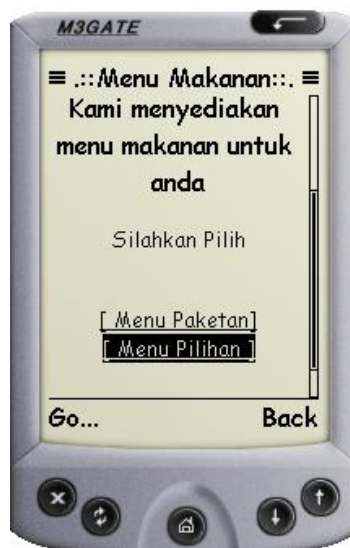 M3GATE
≡ .::Menu Makanan::. ≡
Kami menyediakan
menu makanan untuk
anda
Silahkan Pilih
[ Menu Paketan]
[ Menu Pilihan ]
Go... Back